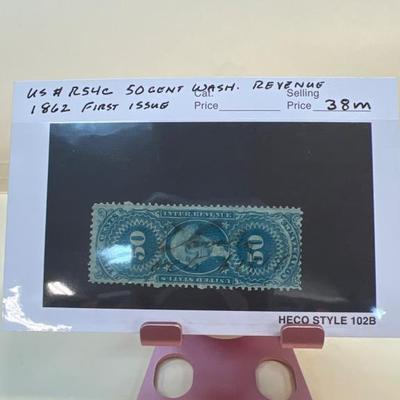 US # R54C 50 CENT WASH. REVENUE
Cat. Selling
1862 FIRST ISSUE Price Price 38m
INTER. REVENUE
50 50
UNITED STATES
HECO STYLE 102B